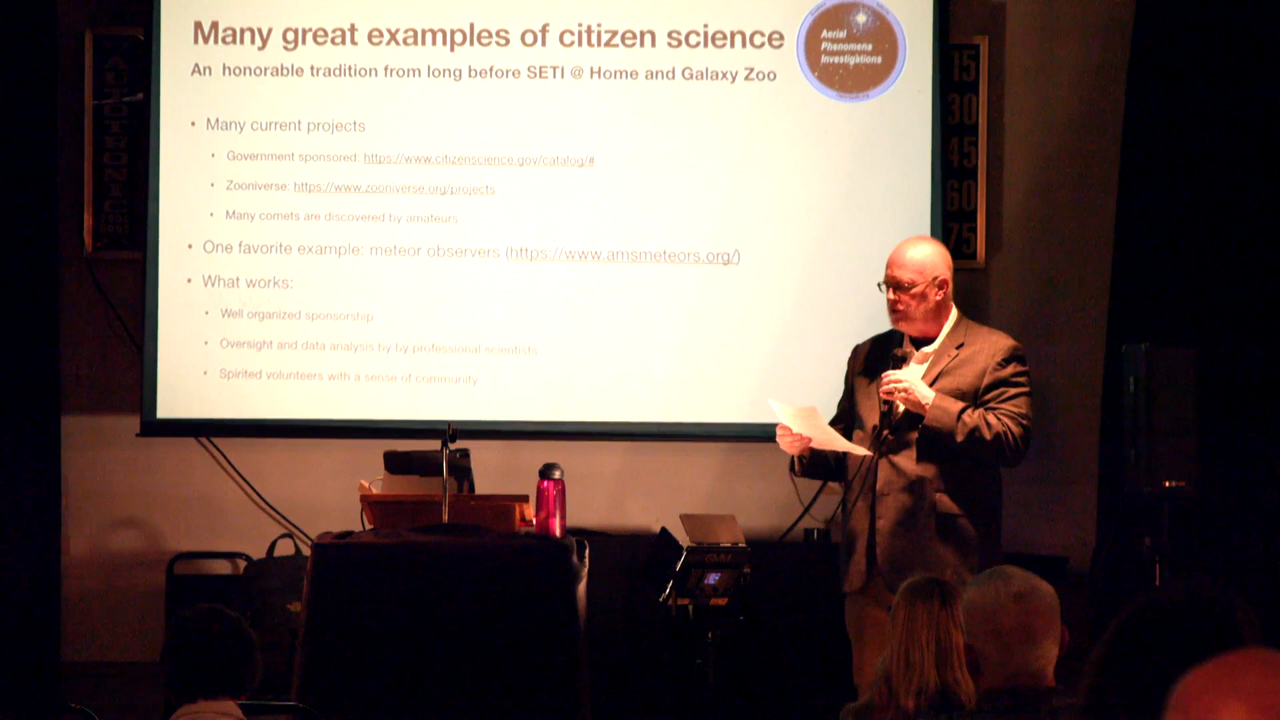 Many great examples of citizen science
An honorable tradition from long before SETI @ Home and Galaxy Zoo
Aerial
Phenomena
Investigations
• Many current projects
• Government sponsored: https://www.citizenscience.gov/catalog/#
• Zooniverse: https://www.zooniverse.org/projects
• Many comets are discovered by amateurs
• One favorite example: meteor observers (https://www.amsmeteors.org/)
• What works:
• Well organized sponsorship
• Oversight and data analysis by by professional scientists
• Spirited volunteers with a sense of community
15
30
45
60
75
GVM